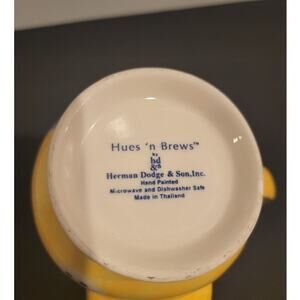 Hues 'n Brews™
By
hd
&S
Herman Dodge & Son, Inc.
Hand Painted
Microwave and Dishwasher Safe
Made in Thailand